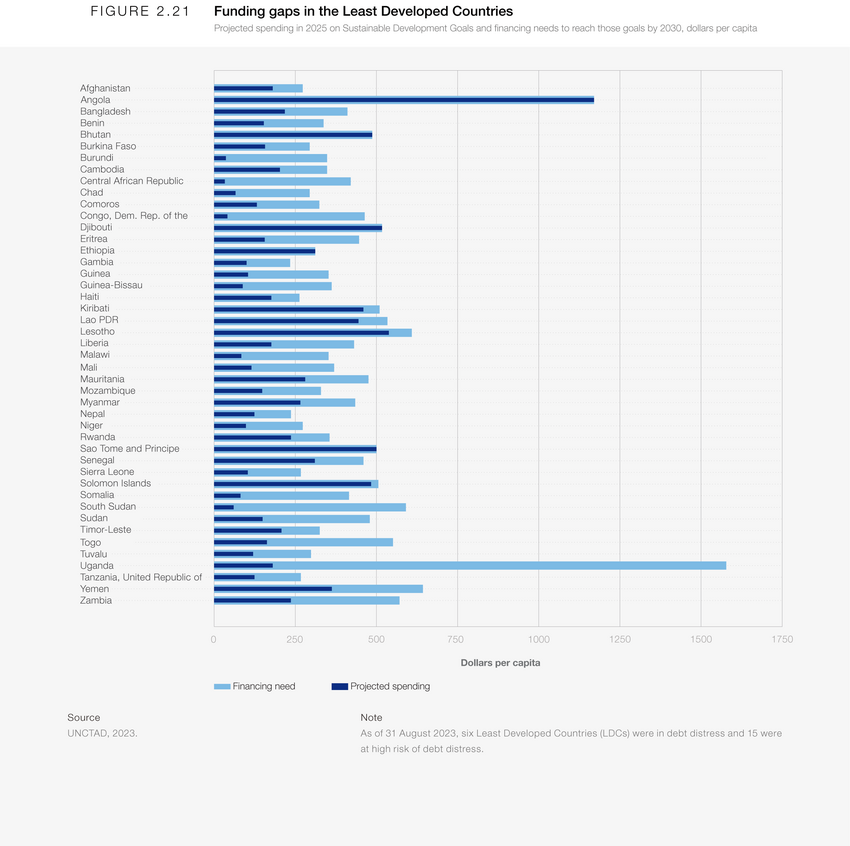 FIGURE 2.21
Funding gaps in the Least Developed Countries
Projected spending in 2025 on Sustainable Development Goals and financing needs to reach those goals by 2030, dollars per capita
Afghanistan
Angola
Bangladesh
Benin
Bhutan
Burkina Faso
Burundi
Cambodia
Central African Republic
Chad
Comoros
Congo, Dem. Rep. of the
Djibouti
Eritrea
Ethiopia
Gambia
Guinea
Guinea-Bissau
Haiti
Kiribati
Lao PDR
Lesotho
Liberia
Malawi
Mali
Mauritania
Mozambique
Myanmar
Nepal
Niger
Rwanda
Sao Tome and Principe
Senegal
Sierra Leone
Solomon Islands
Somalia
South Sudan
Sudan
Timor-Leste
Togo
Tuvalu
Uganda
Tanzania, United Republic of
Yemen
Zambia
0 250 500 750 1000 1250 1500 1750
Dollars per capita
Financing need Projected spending
Source
UNCTAD, 2023.
Note
As of 31 August 2023, six Least Developed Countries (LDCs) were in debt distress and 15 were
at high risk of debt distress.